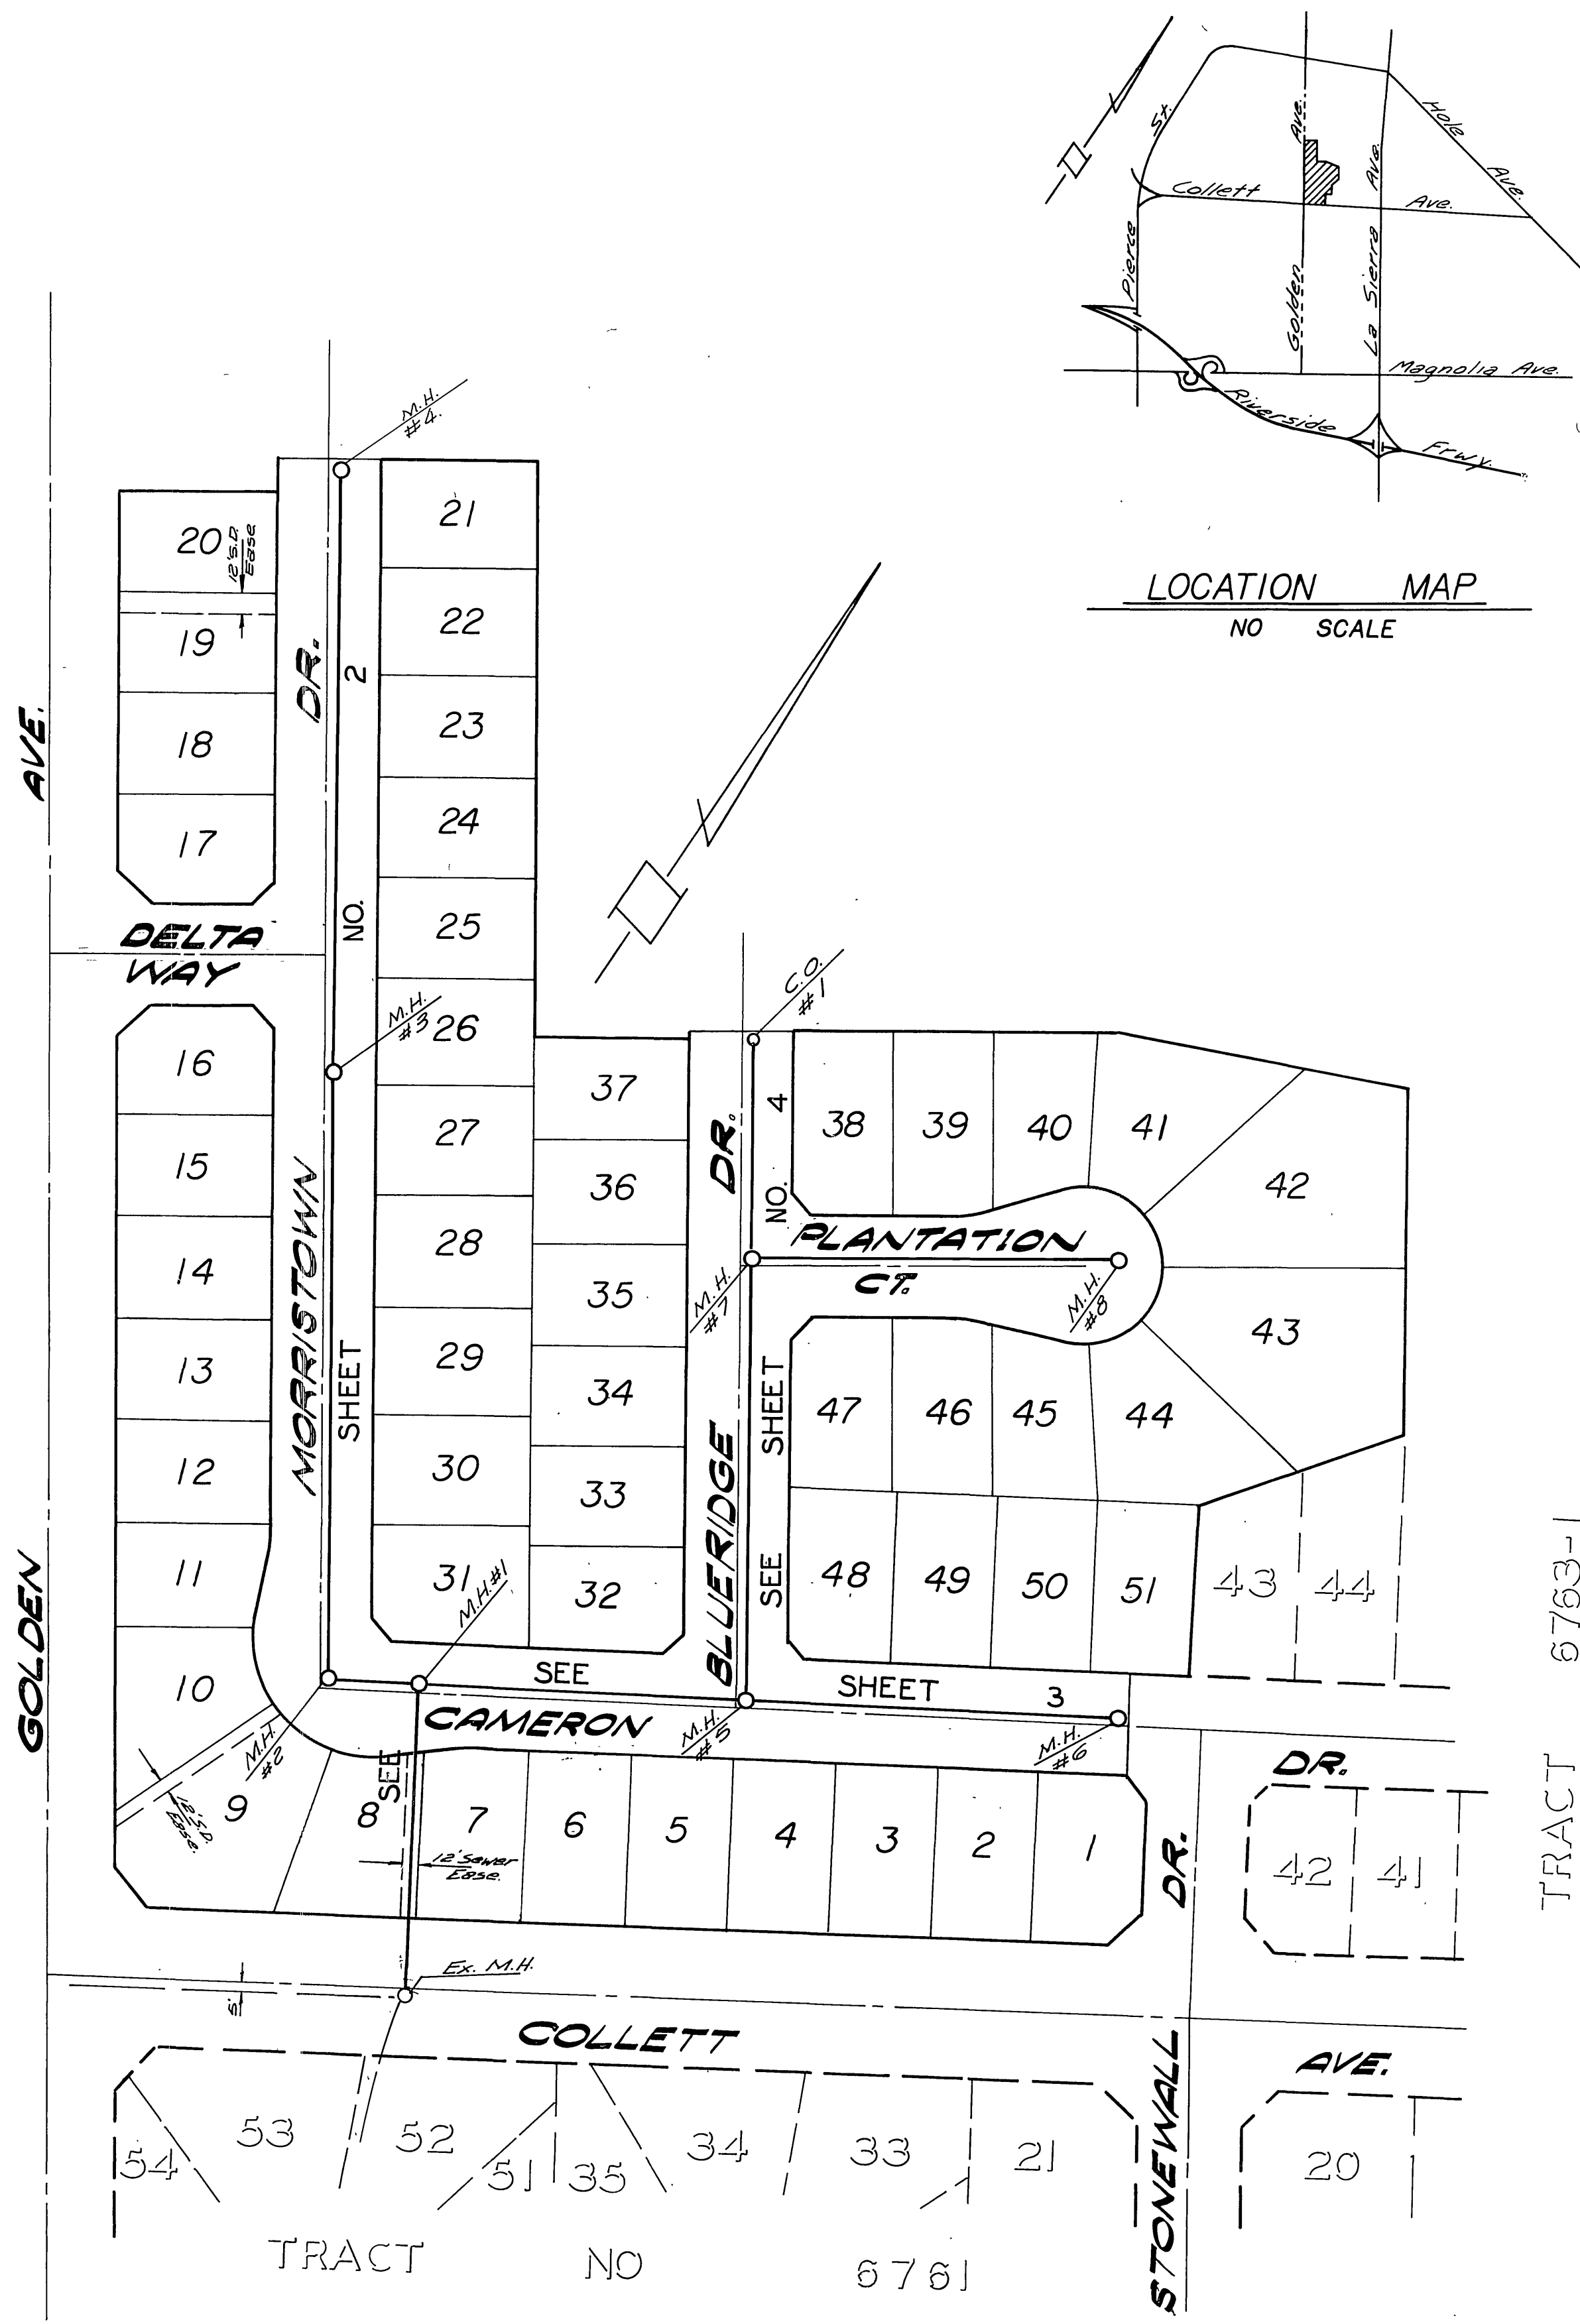 St.
Ave.
Hole
Ave.
Collett
Ave.
Ave.
Pierce
Golden
La Sierra
Magnolia Ave.
Riverside
Frwy.
LOCATION MAP
NO SCALE
M.H.
#4.
20
12' S.D.
Ease
19
18
17
DR.
2
NO.
21
22
23
24
25
26
27
28
29
30
31
AVE.
DELTA
WAY
M.H.
#3
C.O.
#1
16
15
14
13
12
11
10
MORRISTOWN
SHEET
37
36
35
34
33
32
DR.
4
NO.
38
39
40
41
42
43
PLANTATION
CT.
M.H.
#7
M.H.
#8
SHEET
SEE
BLUERIDGE
47
46
45
44
48
49
50
51
43
44
GOLDEN
M.H.#1
SEE
SHEET
3
CAMERON
DR.
M.H.
#2
M.H.
#5
M.H.
#6
SEE
12' S.D.
Ease.
9
8
7
6
5
4
3
2
1
12' Sewer
Ease.
DR.
42
41
TRACT 6763-1
Ex. M.H.
5'
COLLETT
AVE.
STONEWALL
54
53
52
51
35
34
33
21
20
TRACT NO 6761